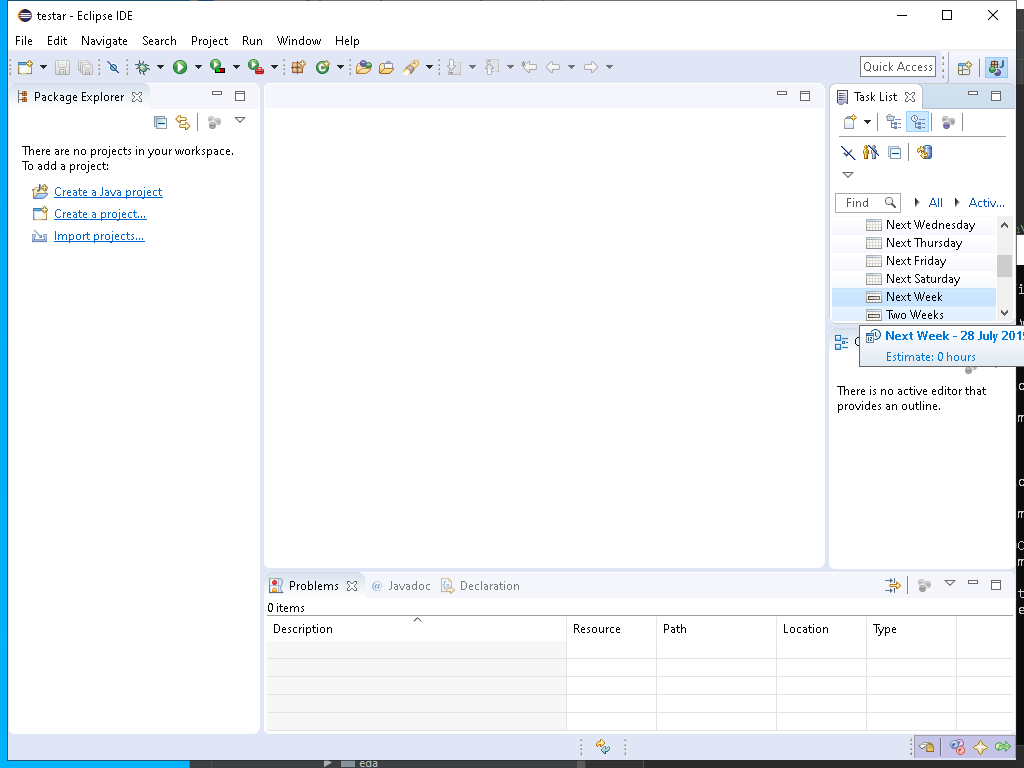 testar - Eclipse IDE
File Edit Navigate Search Project Run Window Help
Quick Access
Package Explorer
There are no projects in your workspace.
To add a project:
Create a Java project
Create a project...
Import projects...
Task List
Find
All
Activ...
Next Wednesday
Next Thursday
Next Friday
Next Saturday
Next Week
Two Weeks
Next Week - 28 July 201
Estimate: 0 hours
There is no active editor that
provides an outline.
Problems @ Javadoc Declaration
0 items
Description Resource Path Location Type
eda